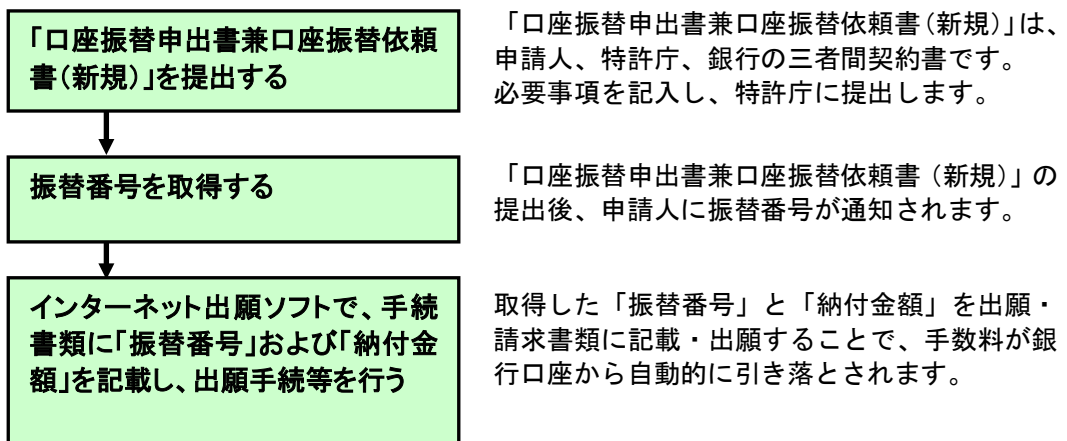 「口座振替申出書兼口座振替依頼
書（新規）」を提出する
「口座振替申出書兼口座振替依頼書（新規）」は、
申請人、特許庁、銀行の三者間契約書です。
必要事項を記入し、特許庁に提出します。
振替番号を取得する
「口座振替申出書兼口座振替依頼書（新規）」の
提出後、申請人に振替番号が通知されます。
インターネット出願ソフトで、手続
書類に「振替番号」および「納付金
額」を記載し、出願手続等を行う
取得した「振替番号」と「納付金額」を出願・
請求書類に記載・出願することで、手数料が銀
行口座から自動的に引き落とされます。